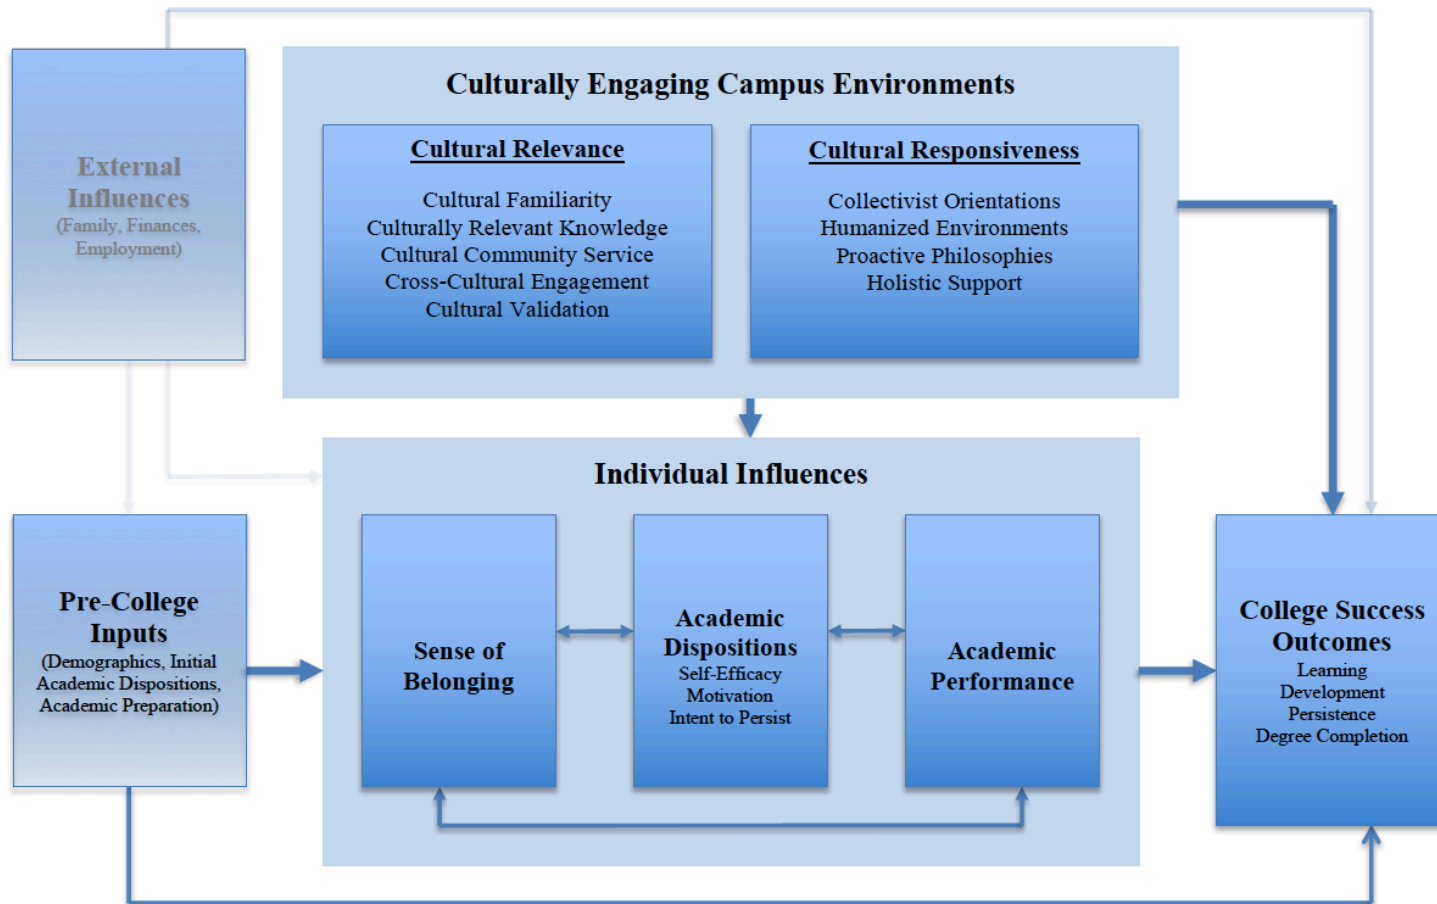 Culturally Engaging Campus Environments
External
Influences
(Family, Finances,
Employment)
Cultural Relevance
Cultural Familiarity
Culturally Relevant Knowledge
Cultural Community Service
Cross-Cultural Engagement
Cultural Validation
Cultural Responsiveness
Collectivist Orientations
Humanized Environments
Proactive Philosophies
Holistic Support
Individual Influences
Pre-College
Inputs
(Demographics, Initial
Academic Dispositions,
Academic Preparation)
Sense of
Belonging
Academic
Dispositions
Self-Efficacy
Motivation
Intent to Persist
Academic
Performance
College Success
Outcomes
Learning
Development
Persistence
Degree Completion